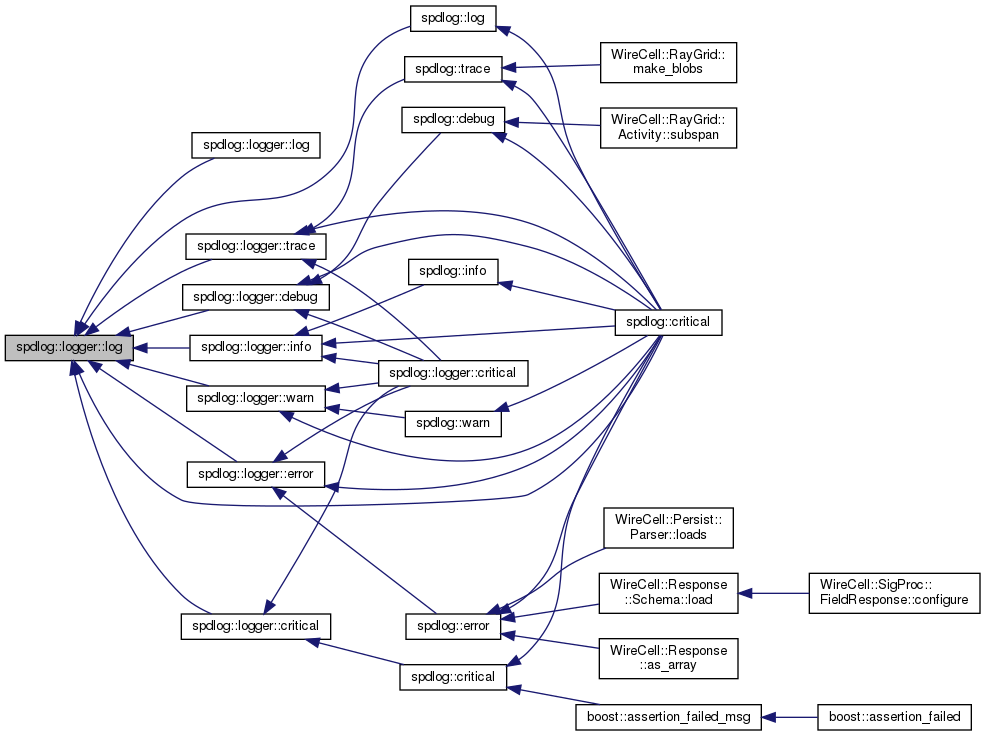 spdlog::log
spdlog::trace
WireCell::RayGrid::
make_blobs
spdlog::debug
WireCell::RayGrid::
Activity::subspan
spdlog::logger::log
spdlog::logger::trace
spdlog::info
spdlog::logger::debug
spdlog::critical
spdlog::logger::log
spdlog::logger::info
spdlog::logger::critical
spdlog::logger::warn
spdlog::warn
spdlog::logger::error
WireCell::Persist::
Parser::loads
WireCell::Response
::Schema::load
WireCell::SigProc::
FieldResponse::configure
spdlog::logger::critical
spdlog::error
WireCell::Response
::as_array
spdlog::critical
boost::assertion_failed_msg
boost::assertion_failed